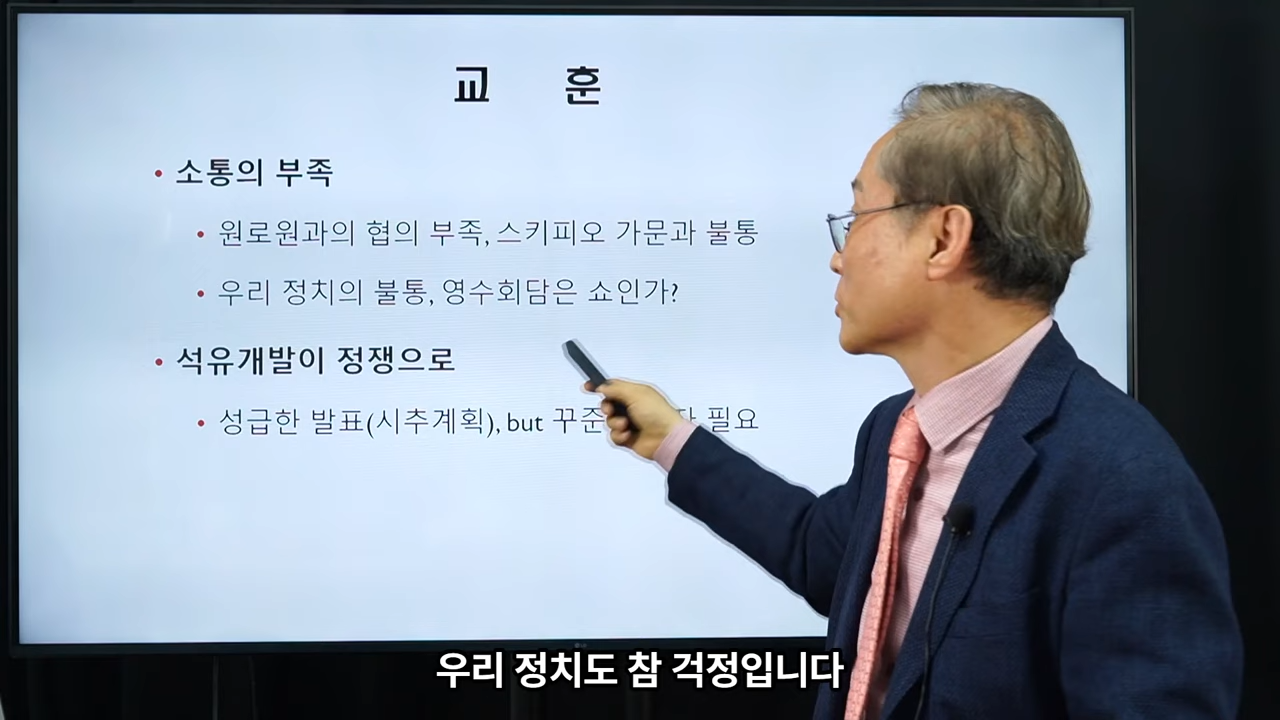 교 훈
• 소통의 부족
• 원로원과의 협의 부족, 스키피오 가문과 불통
• 우리 정치의 불통, 영수회담은 쇼인가?
• 석유개발이 정쟁으로
• 성급한 발표(시추계획), but 꾸준 필요
우리 정치도 참 걱정입니다